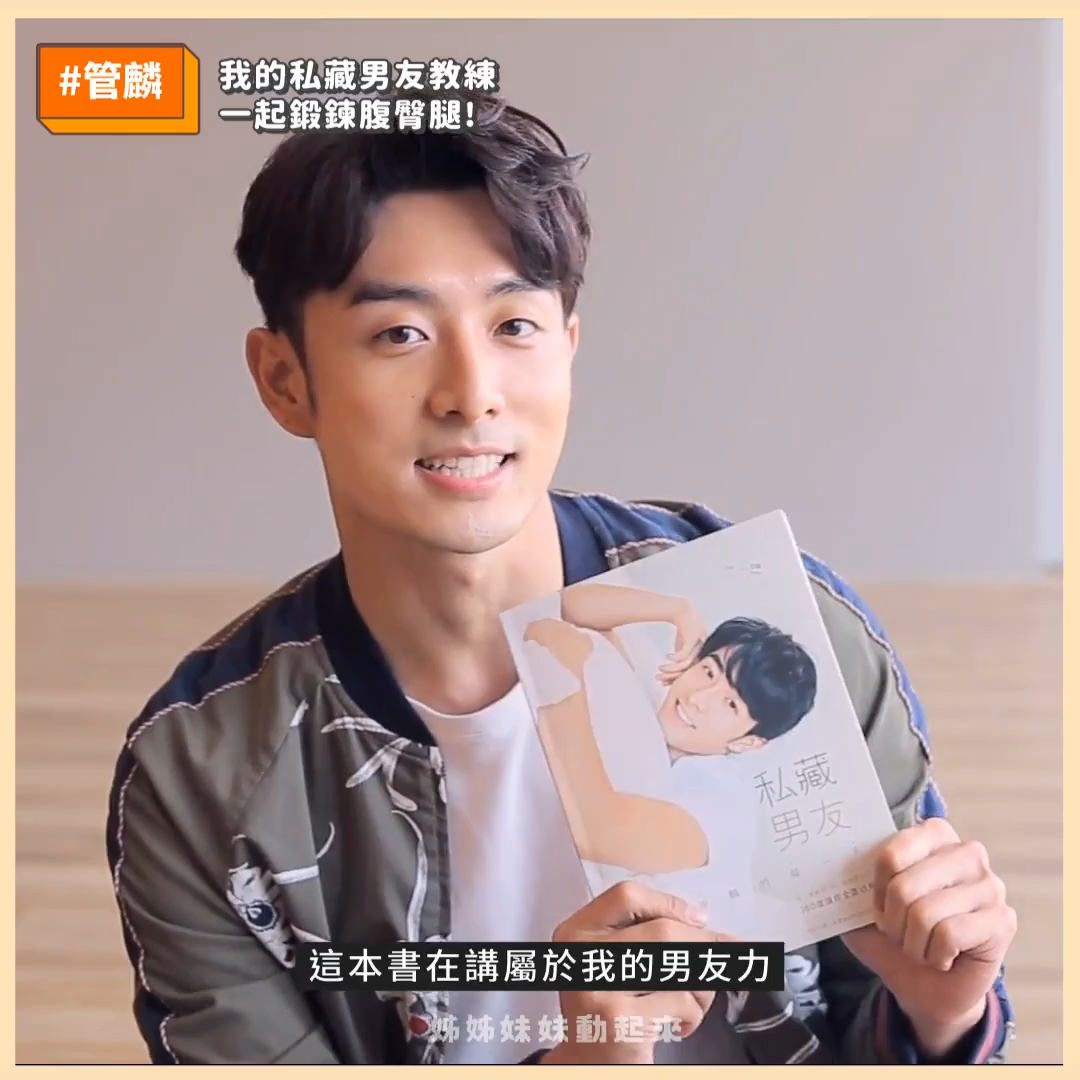 #管麟
我的私藏男友教練
一起鍛鍊腹臀腿!
私藏
男友
這本書在講屬於我的男友力
姊姊妹妹動起來